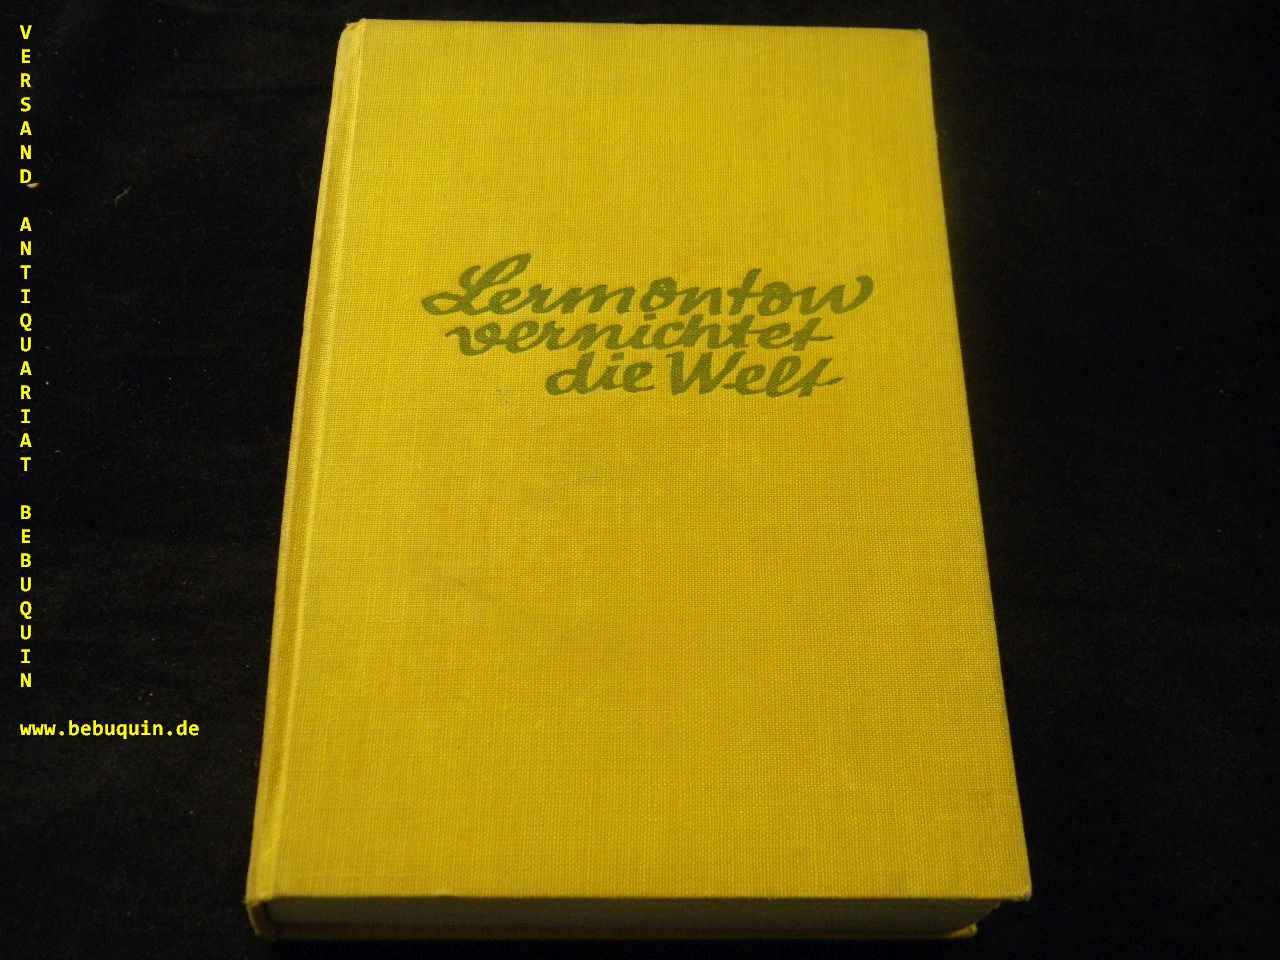 VERSAND ANTIQUARIAT BEBUQUIN
www.bebuquin.de
Lermontow
vernichtet
die Welt